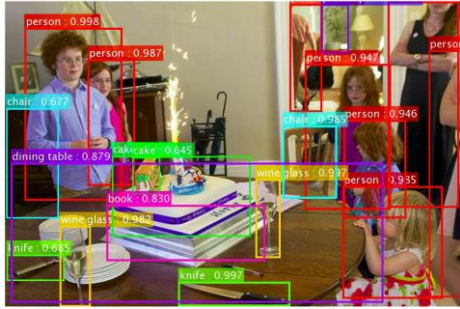 person : 0.998
person : 0.987
person : 0.947
person
chair : 0.677
person : 0.946
chair : 0.985
cake
cake : 0.645
dining table : 0.879
wine glass : 0.997
person : 0.935
book : 0.830
wine glass : 0.982
knife : 0.685
knife : 0.997